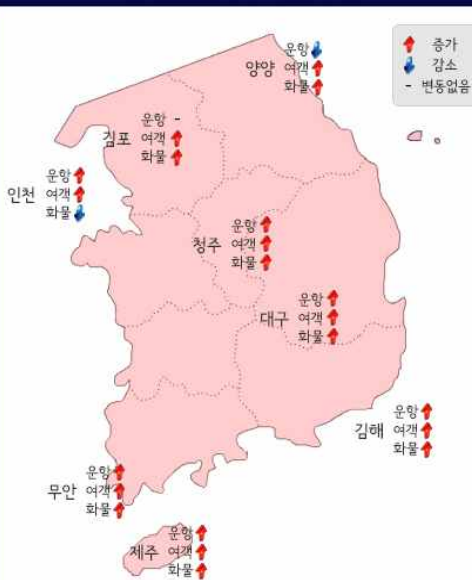 증가
감소
- 변동없음
운항
양양 여객
화물
운항 -
김포 여객
화물
운항
인천 여객
화물
운항
청주 여객
화물
운항
대구 여객
화물
운항
김해 여객
화물
운항
무안 여객
화물
운항
제주 여객
화물